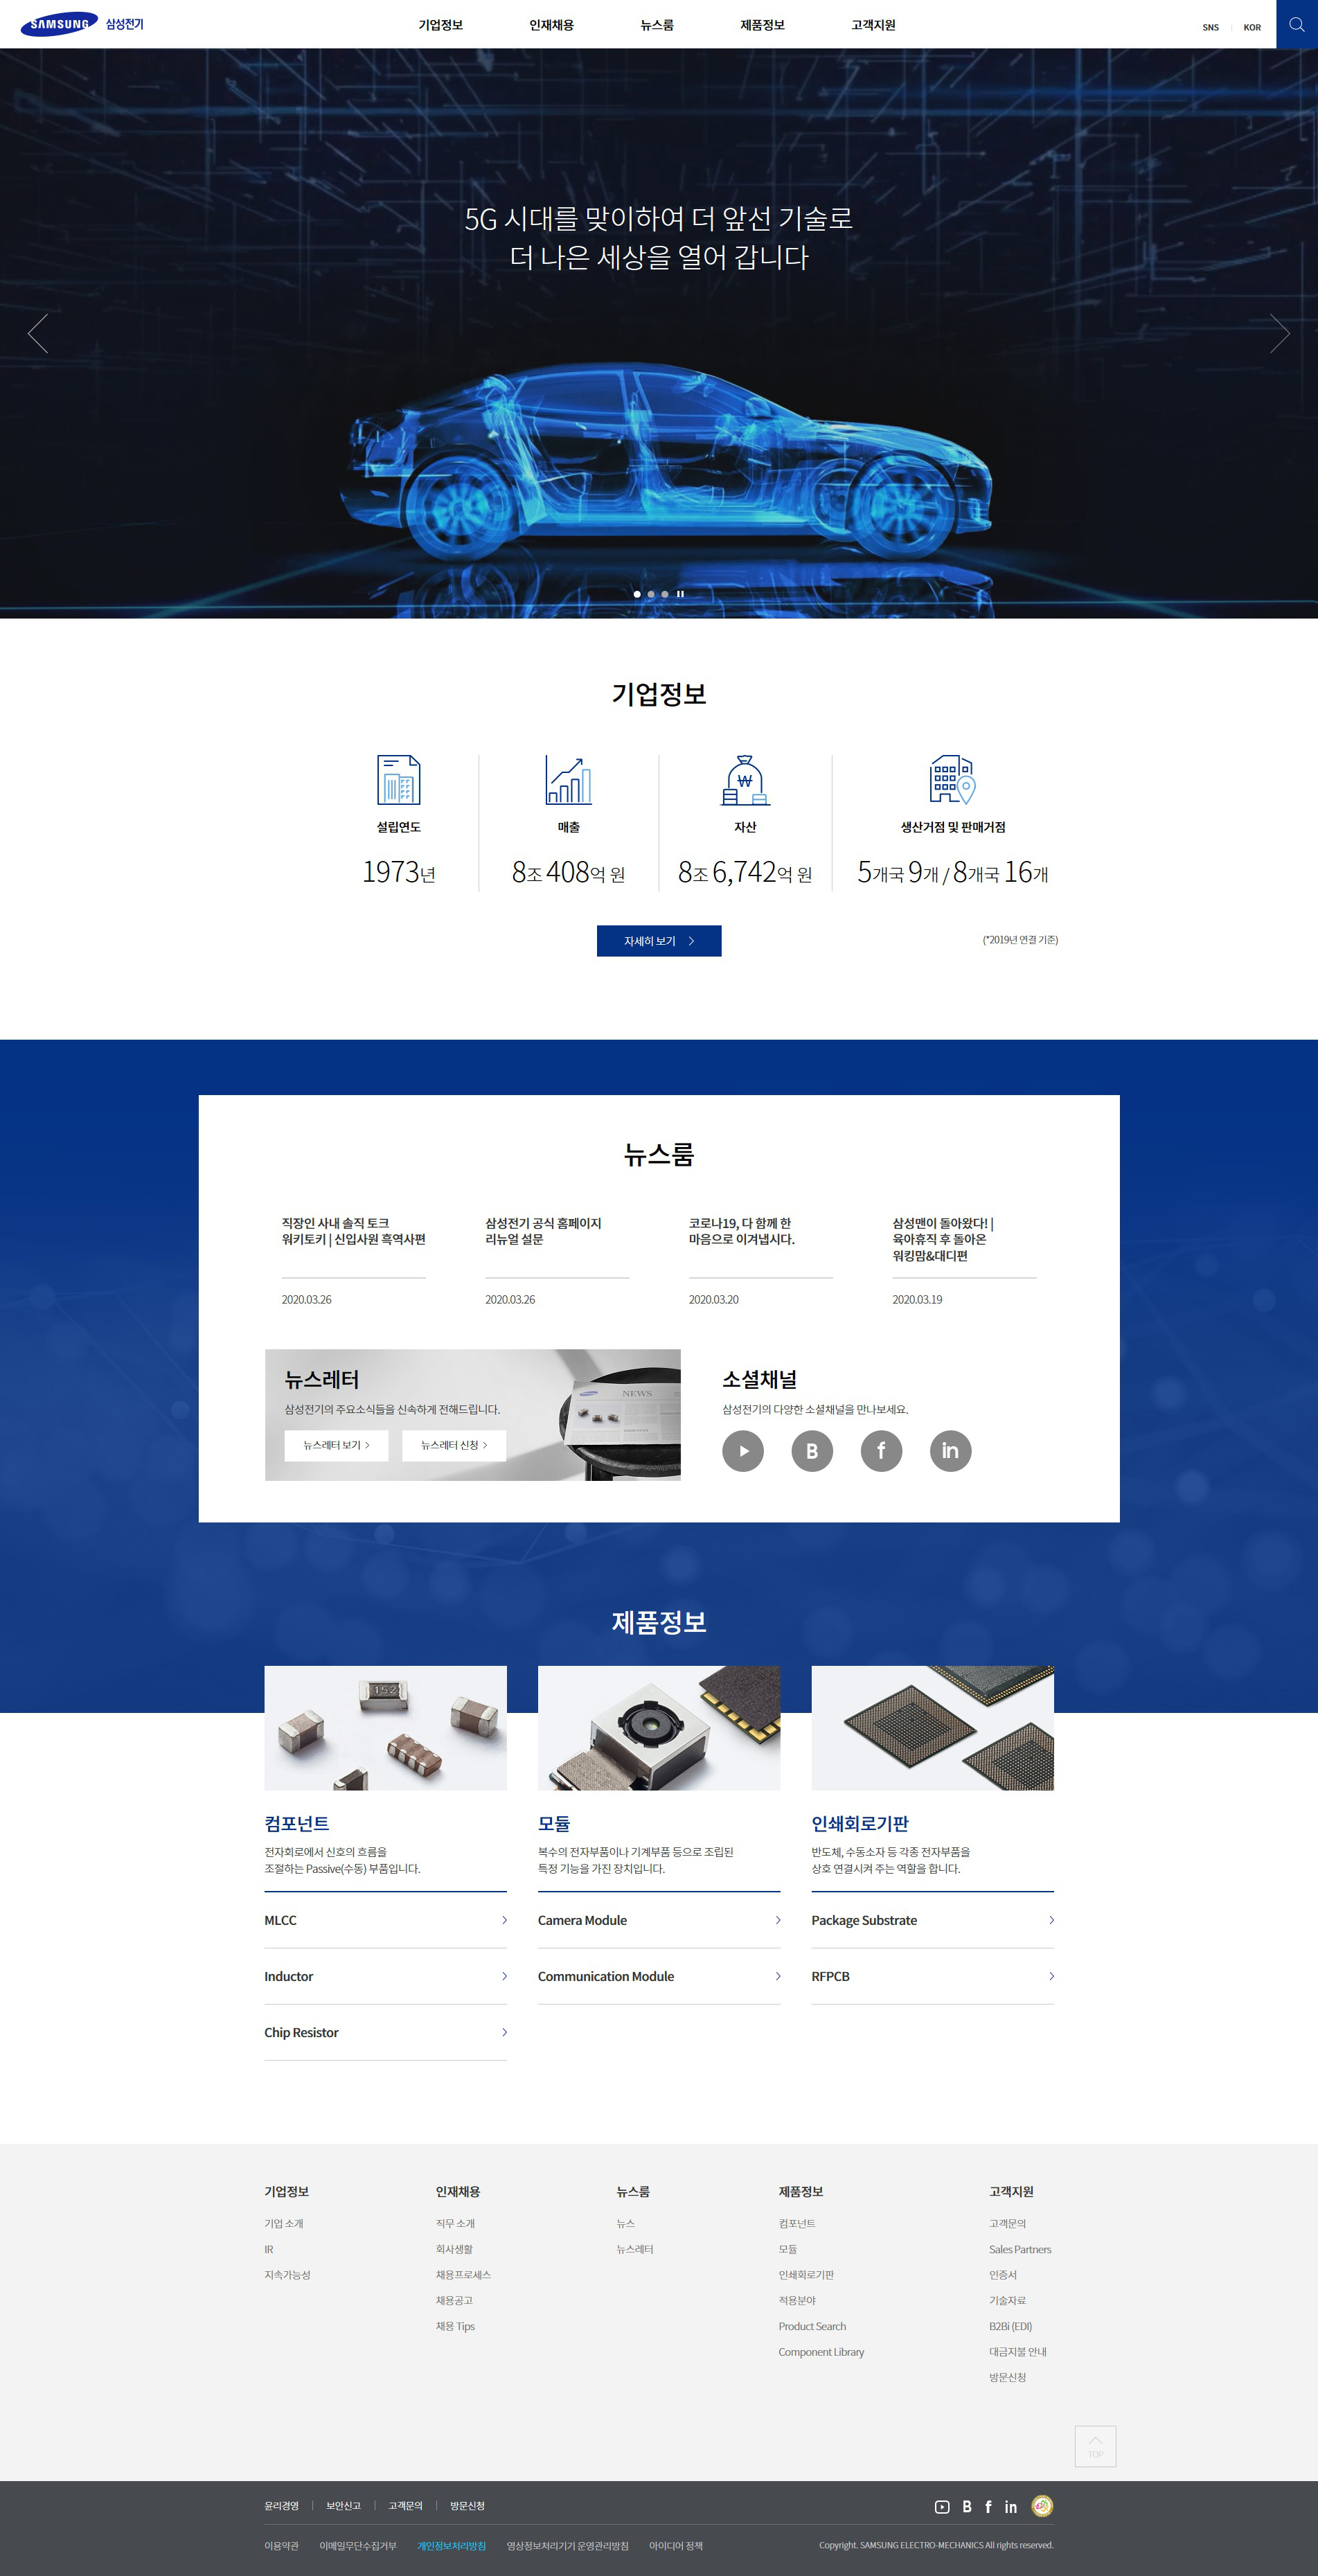 SAMSUNG 삼성전기
기업정보 인재채용 뉴스룸 제품정보 고객지원 SNS KOR
5G 시대를 맞이하여 더 앞선 기술로
더 나은 세상을 열어 갑니다
기업정보
설립연도 매출 자산 생산거점 및 판매거점
1973년 8조 408억 원 8조 6,742억 원 5개국 9개 / 8개국 16개
자세히 보기
(*2019년 연결 기준)
뉴스룸
직장인 사내 솔직 토크
워키토키 | 신입사원 흑역사편
2020.03.26
삼성전기 공식 홈페이지
리뉴얼 설문
2020.03.26
코로나19, 다 함께 한
마음으로 이겨냅시다.
2020.03.20
삼성맨이 돌아왔다! |
육아휴직 후 돌아온
워킹맘&대디편
2020.03.19
뉴스레터
삼성전기의 주요소식들을 신속하게 전해드립니다.
뉴스레터 보기 뉴스레터 신청
NEWS
소셜채널
삼성전기의 다양한 소셜채널을 만나보세요.
B f in
제품정보
152
컴포넌트
전자회로에서 신호의 흐름을
조절하는 Passive(수동) 부품입니다.
MLCC
Inductor
Chip Resistor
모듈
복수의 전자부품이나 기계부품 등으로 조립된
특정 기능을 가진 장치입니다.
Camera Module
Communication Module
인쇄회로기판
반도체, 수동소자 등 각종 전자부품을
상호 연결시켜 주는 역할을 합니다.
Package Substrate
RFPCB
기업정보
기업 소개
IR
지속가능성
인재채용
직무 소개
회사생활
채용프로세스
채용공고
채용 Tips
뉴스룸
뉴스
뉴스레터
제품정보
컴포넌트
모듈
인쇄회로기판
적용분야
Product Search
Component Library
고객지원
고객문의
Sales Partners
인증서
기술자료
B2Bi (EDI)
대금지불 안내
방문신청
TOP
윤리경영 보안신고 고객문의 방문신청
B f in
이용약관 이메일무단수집거부 개인정보처리방침 영상정보처리기기 운영관리방침 아이디어 정책
Copyright. SAMSUNG ELECTRO-MECHANICS All rights reserved.